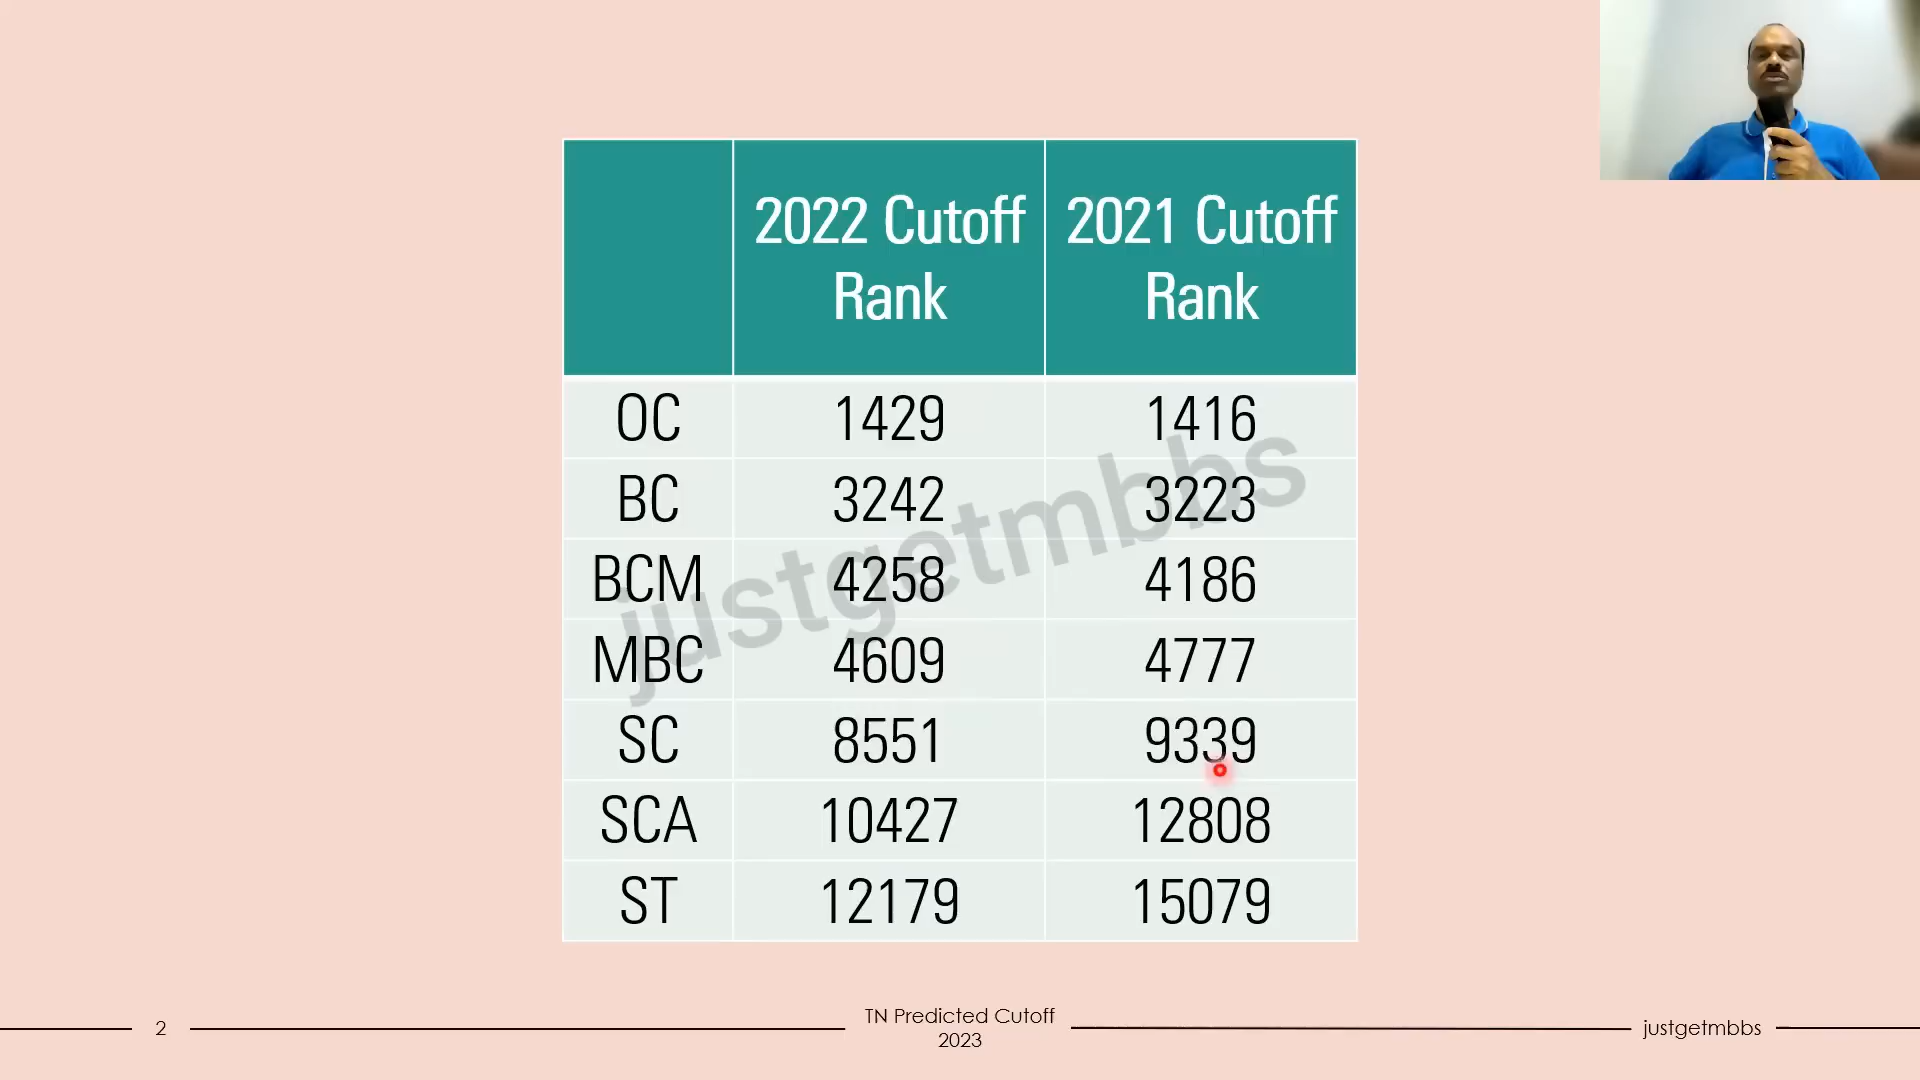 2022 Cutoff Rank 2021 Cutoff Rank
OC 1429 1416
BC 3242 3223
BCM 4258 4186
MBC 4609 4777
SC 8551 9339
SCA 10427 12808
ST 12179 15079
justgetmbbs
2
TN Predicted Cutoff
2023
justgetmbbs